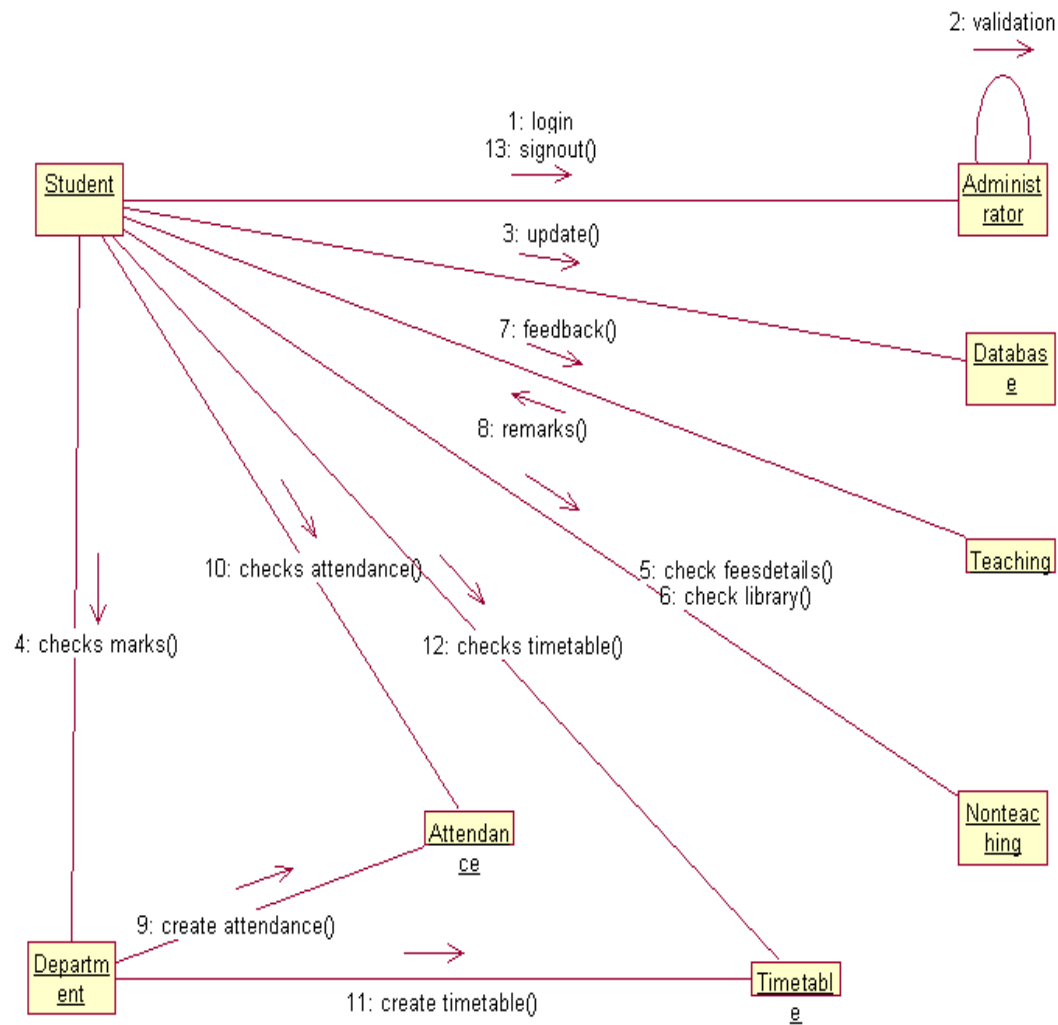 2: validation
1: login
13: signout()
Student
Administ
rator
3: update()
7: feedback()
Databas
e
8: remarks()
Teaching
10: checks attendance()
5: check feesdetails()
6: check library()
4: checks marks()
12: checks timetable()
Nonteac
hing
Attendan
ce
9: create attendance()
Departm
ent
Timetabl
e
11: create timetable()